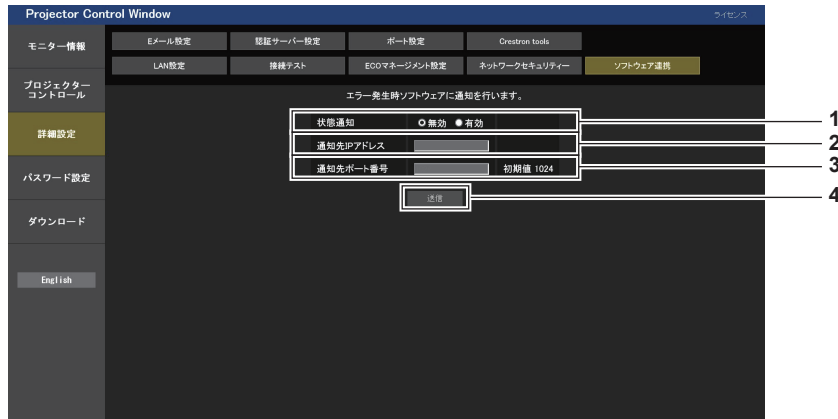 Projector Control Window
ライセンス
モニター情報
プロジェクター
コントロール
詳細設定
パスワード設定
ダウンロード
English
Eメール設定
認証サーバー設定
ポート設定
Crestron tools
LAN設定
接続テスト
ECOマネージメント設定
ネットワークセキュリティー
ソフトウェア連携
エラー発生時ソフトウェアに通知を行います。
状態通知 無効 有効
通知先IPアドレス
通知先ポート番号 初期値 1024
送信
1
2
3
4